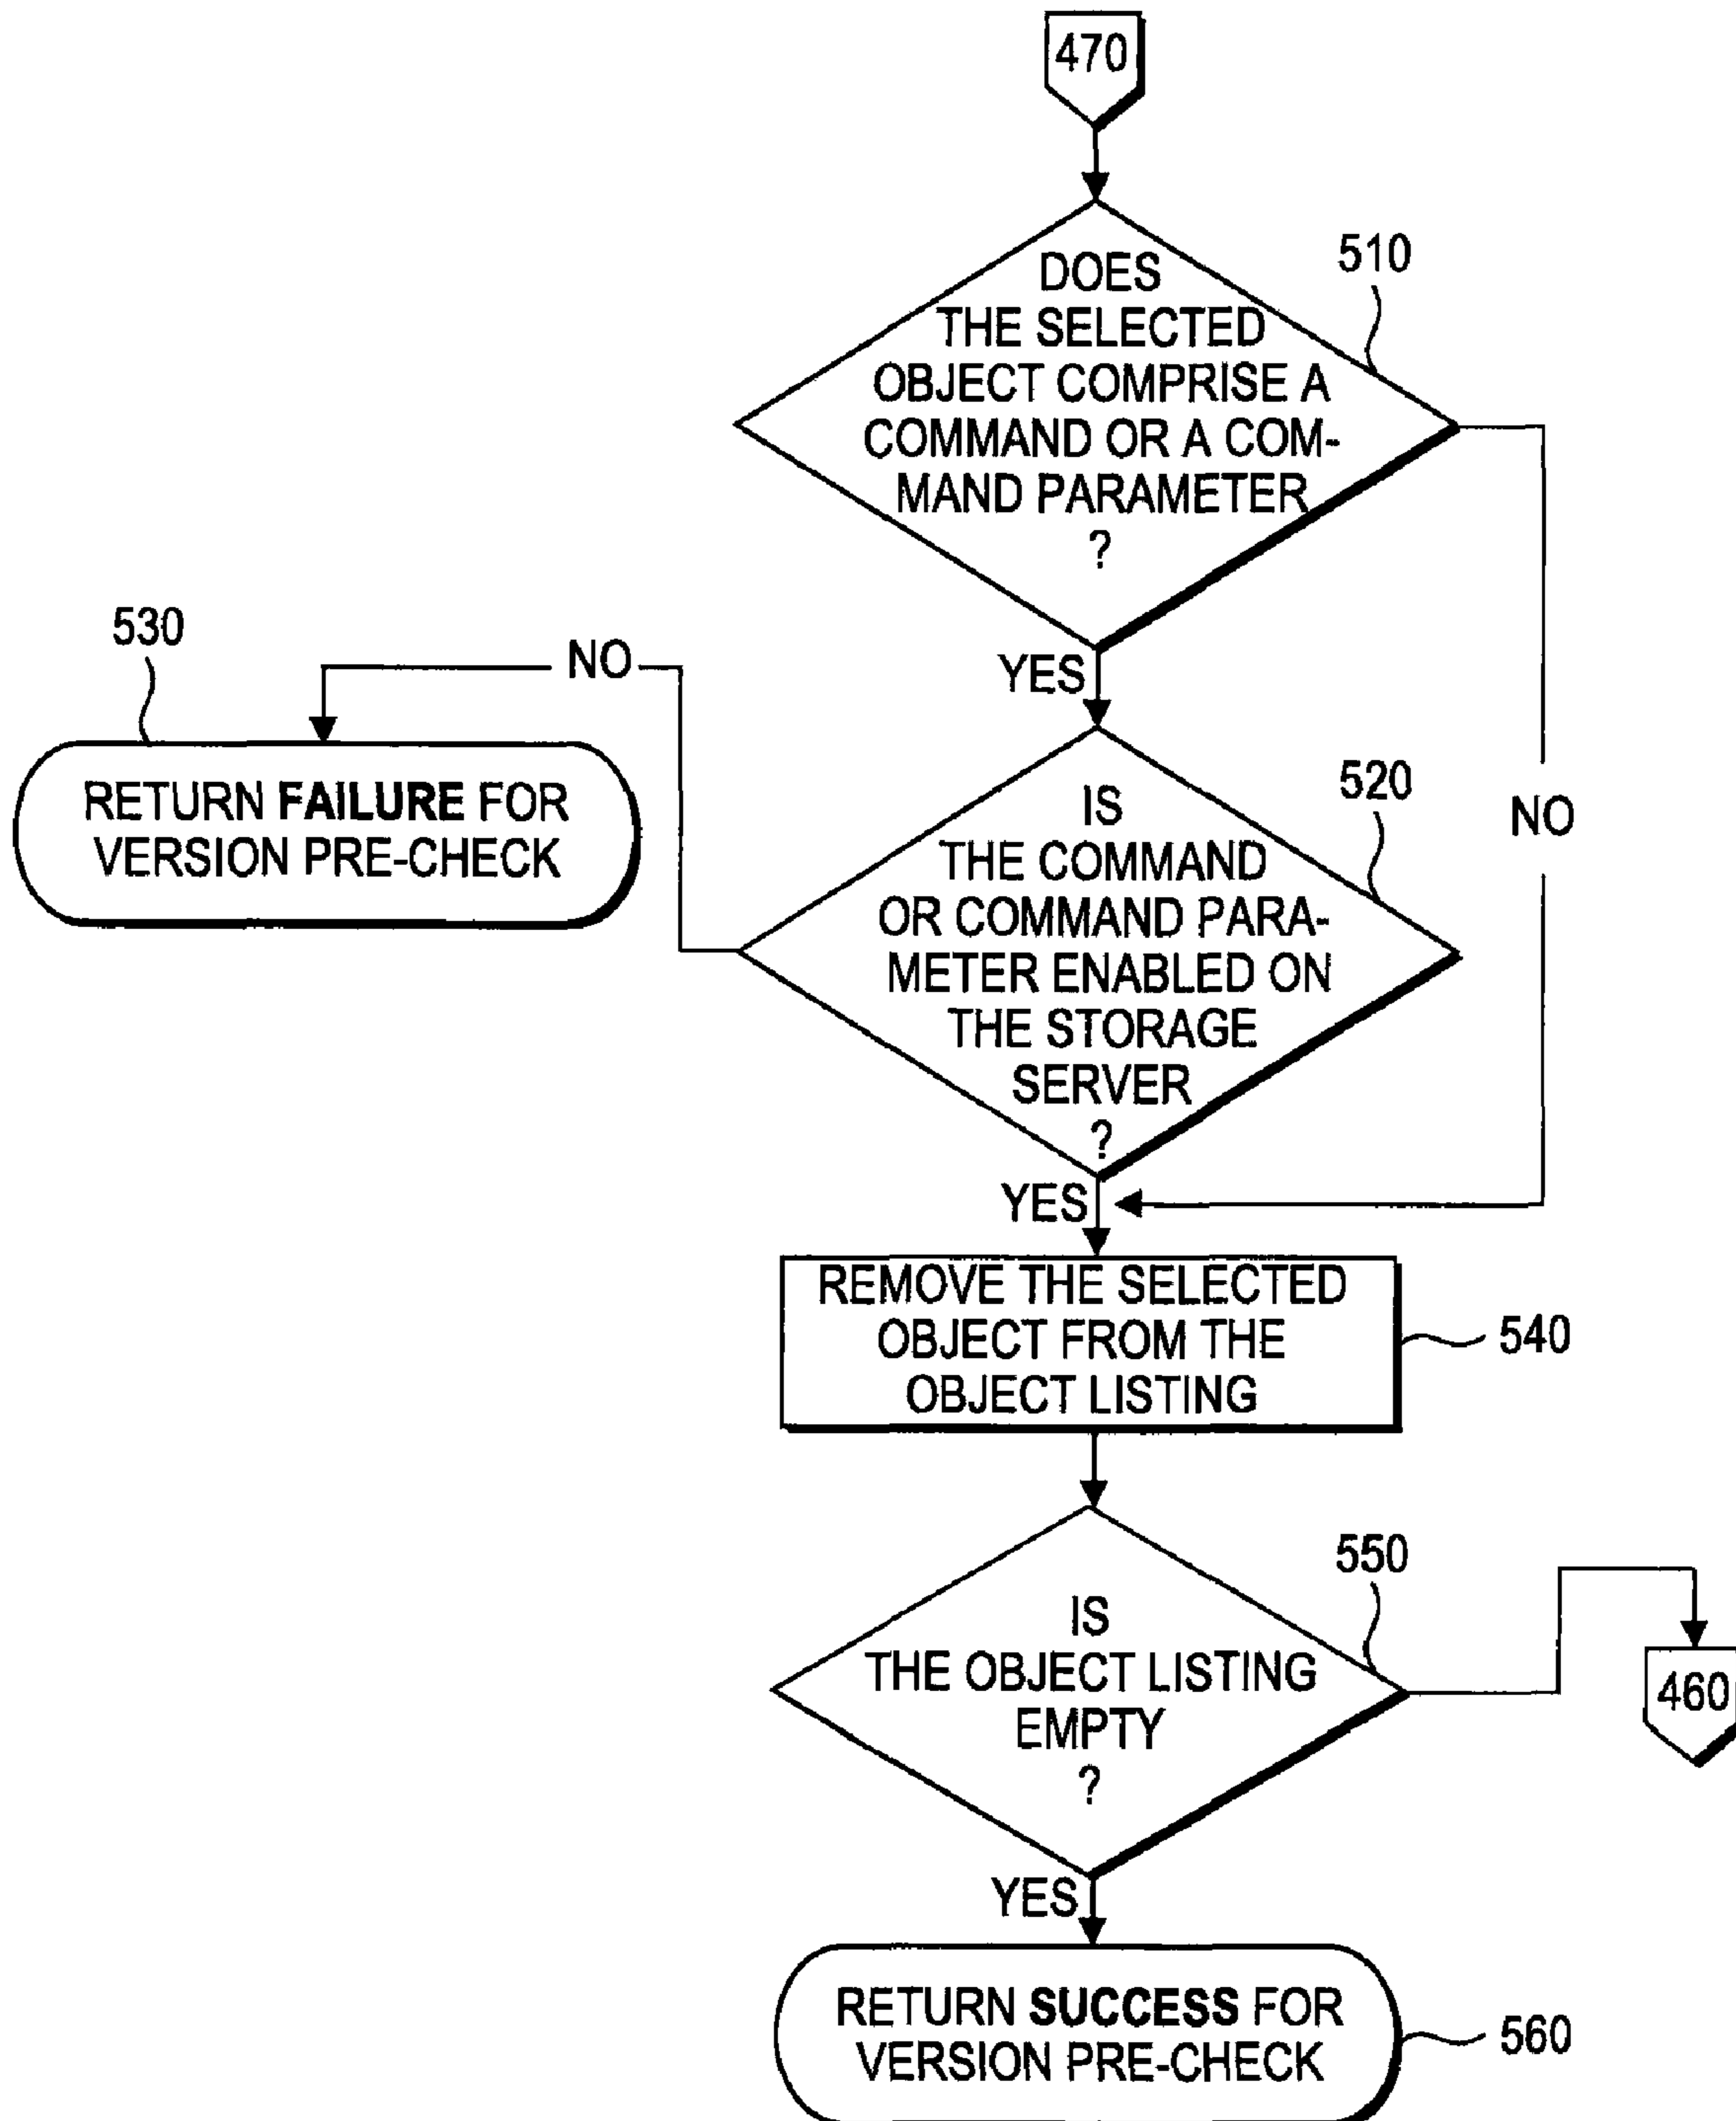 470
DOES
THE SELECTED
OBJECT COMPRISE A
COMMAND OR A COM-
MAND PARAMETER
?
510
YES
NO
530
RETURN FAILURE FOR
VERSION PRE-CHECK
IS
THE COMMAND
OR COMMAND PARA-
METER ENABLED ON
THE STORAGE
SERVER
?
520
NO
YES
REMOVE THE SELECTED
OBJECT FROM THE
OBJECT LISTING
540
IS
THE OBJECT LISTING
EMPTY
?
550
460
YES
RETURN SUCCESS FOR
VERSION PRE-CHECK
560